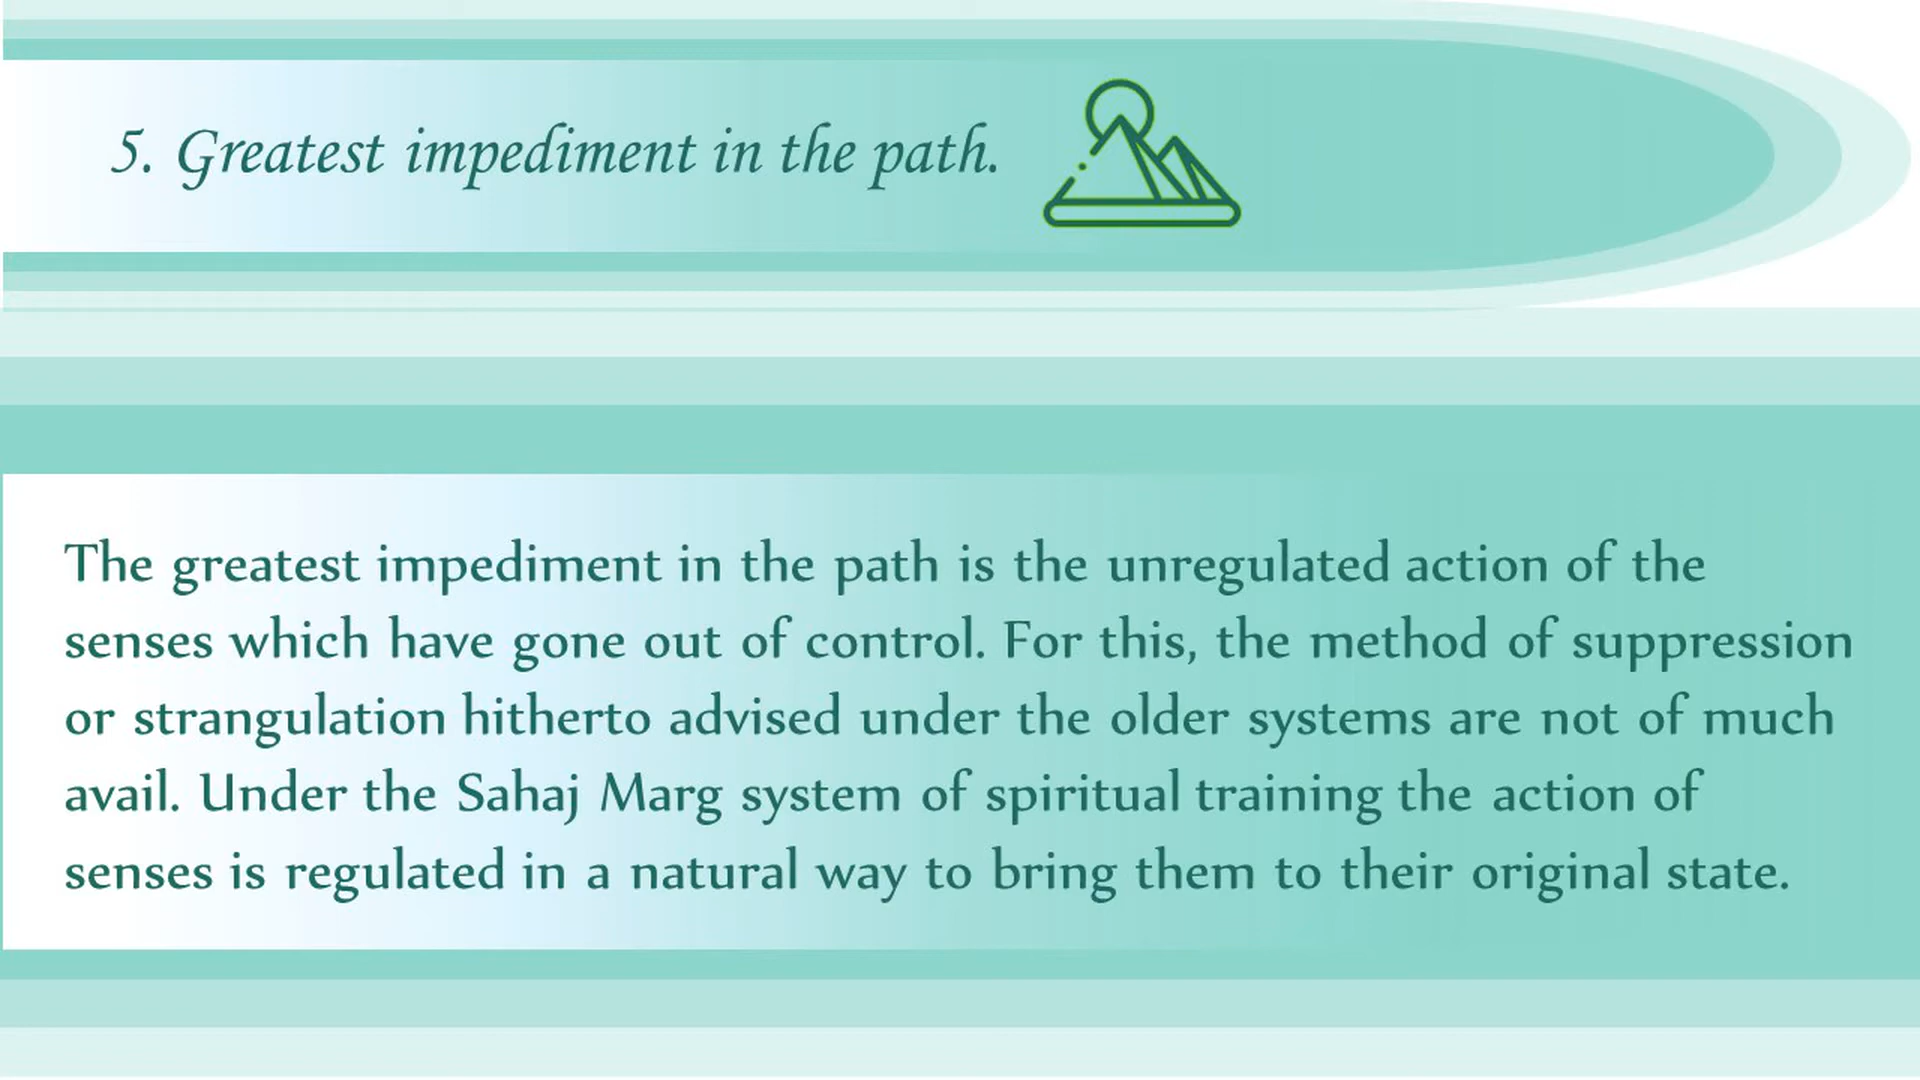 5. Greatest impediment in the path.
The greatest impediment in the path is the unregulated action of the
senses which have gone out of control. For this, the method of suppression
or strangulation hitherto advised under the older systems are not of much
avail. Under the Sahaj Marg system of spiritual training the action of
senses is regulated in a natural way to bring them to their original state.